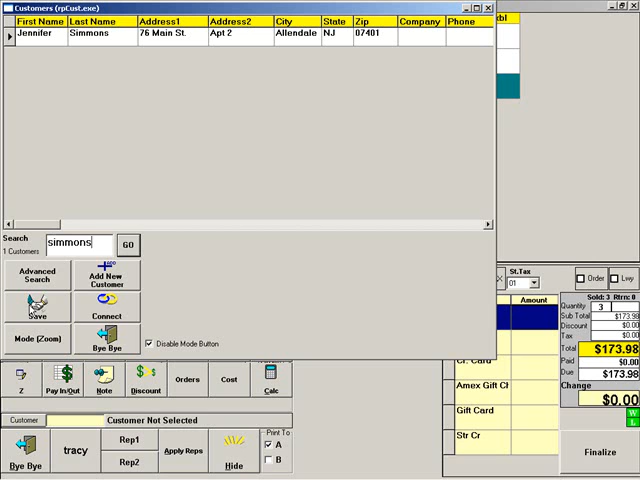 Customers (rpCust.exe)
First Name Last Name Address1 Address2 City State Zip Company Phone
Jennifer Simmons 76 Main St. Apt 2 Allendale NJ 07401
Search simmons GO
1 Customers
Advanced Search
Add New Customer
Save
Connect
Mode (Zoom)
Bye Bye
Disable Mode Button
St.Tax
01
Order
Lwy
Amount
Sold: 3 Rtrn: 0
Quantity 3
Sub Total $173.98
Discount: $0.00
Tax $0.00
Total $173.98
Paid $0.00
Due $173.98
Change
$0.00
W
L
Cr. Card
Amex Gift
Gift Card
Str Cr
Z
Pay In/Out
Note
Discount
Orders
Cost
Calc
Customer Customer Not Selected
Bye Bye
tracy
Rep1
Rep2
Apply Reps
Hide
Print To
A
B
Finalize